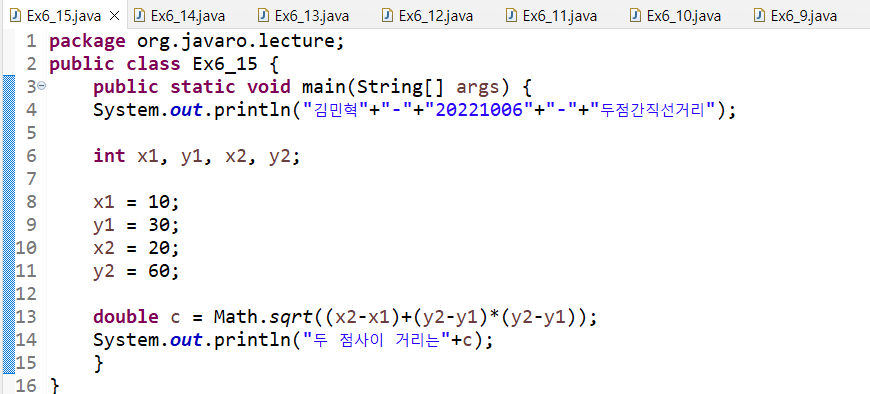 Ex6_15.java Ex6_14.java Ex6_13.java Ex6_12.java Ex6_11.java Ex6_10.java Ex6_9.java
1 package org.javaro.lecture;
2 public class Ex6_15 {
3 public static void main(String[] args) {
4 System.out.println("김민혁"+"-"+"20221006"+"-"+"두점간직선거리");
5
6 int x1, y1, x2, y2;
7
8 x1 = 10;
9 y1 = 30;
10 x2 = 20;
11 y2 = 60;
12
13 double c = Math.sqrt((x2-x1)+(y2-y1)*(y2-y1));
14 System.out.println("두 점사이 거리는"+c);
15 }
16 }